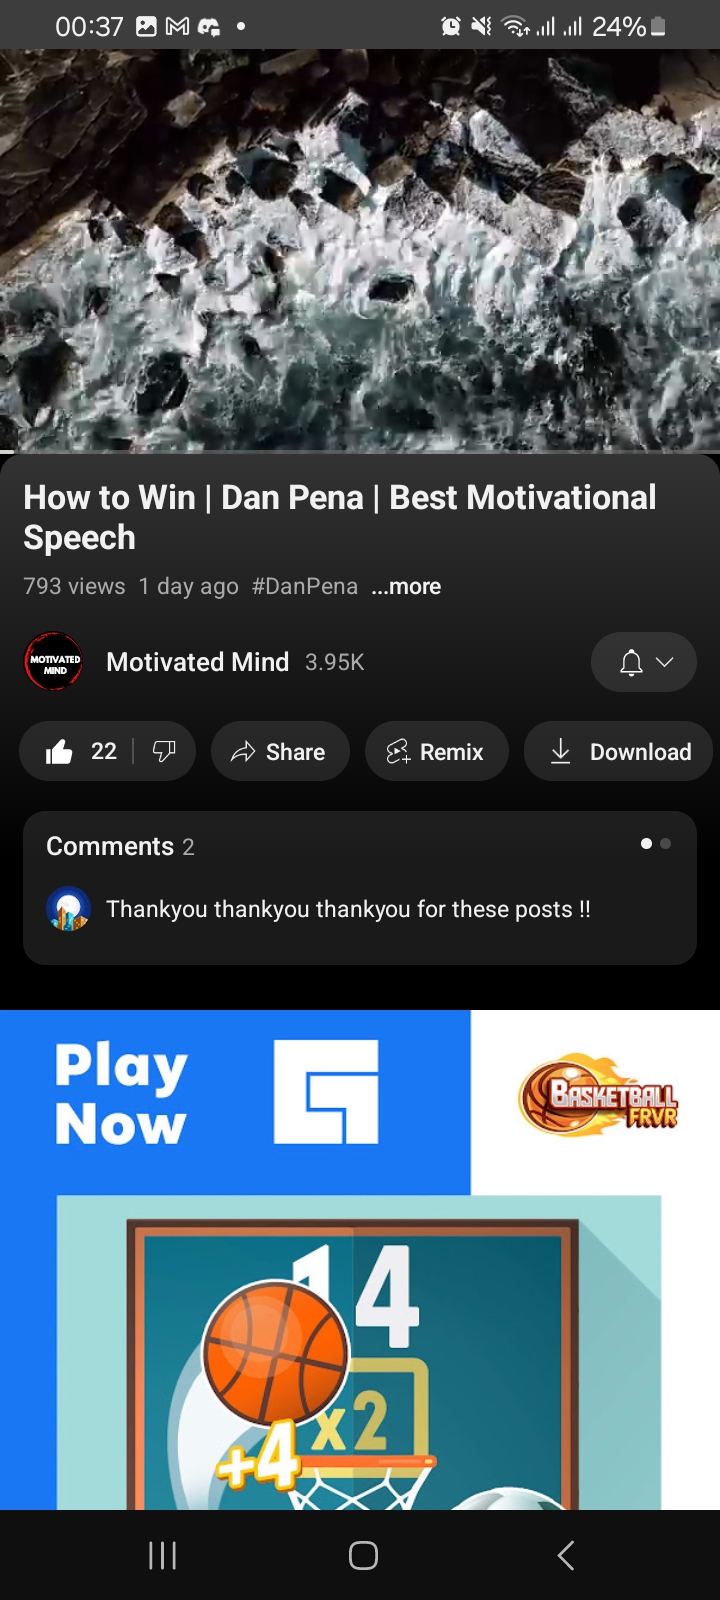 00:37
24%
How to Win | Dan Pena | Best Motivational
Speech
793 views 1 day ago #DanPena ...more
MOTIVATED
MIND
Motivated Mind 3.95K
22
Share
Remix
Download
Comments 2
Thankyou thankyou thankyou for these posts !!
Play
Now
BASKETBALL
FRVR
14
x2
+4